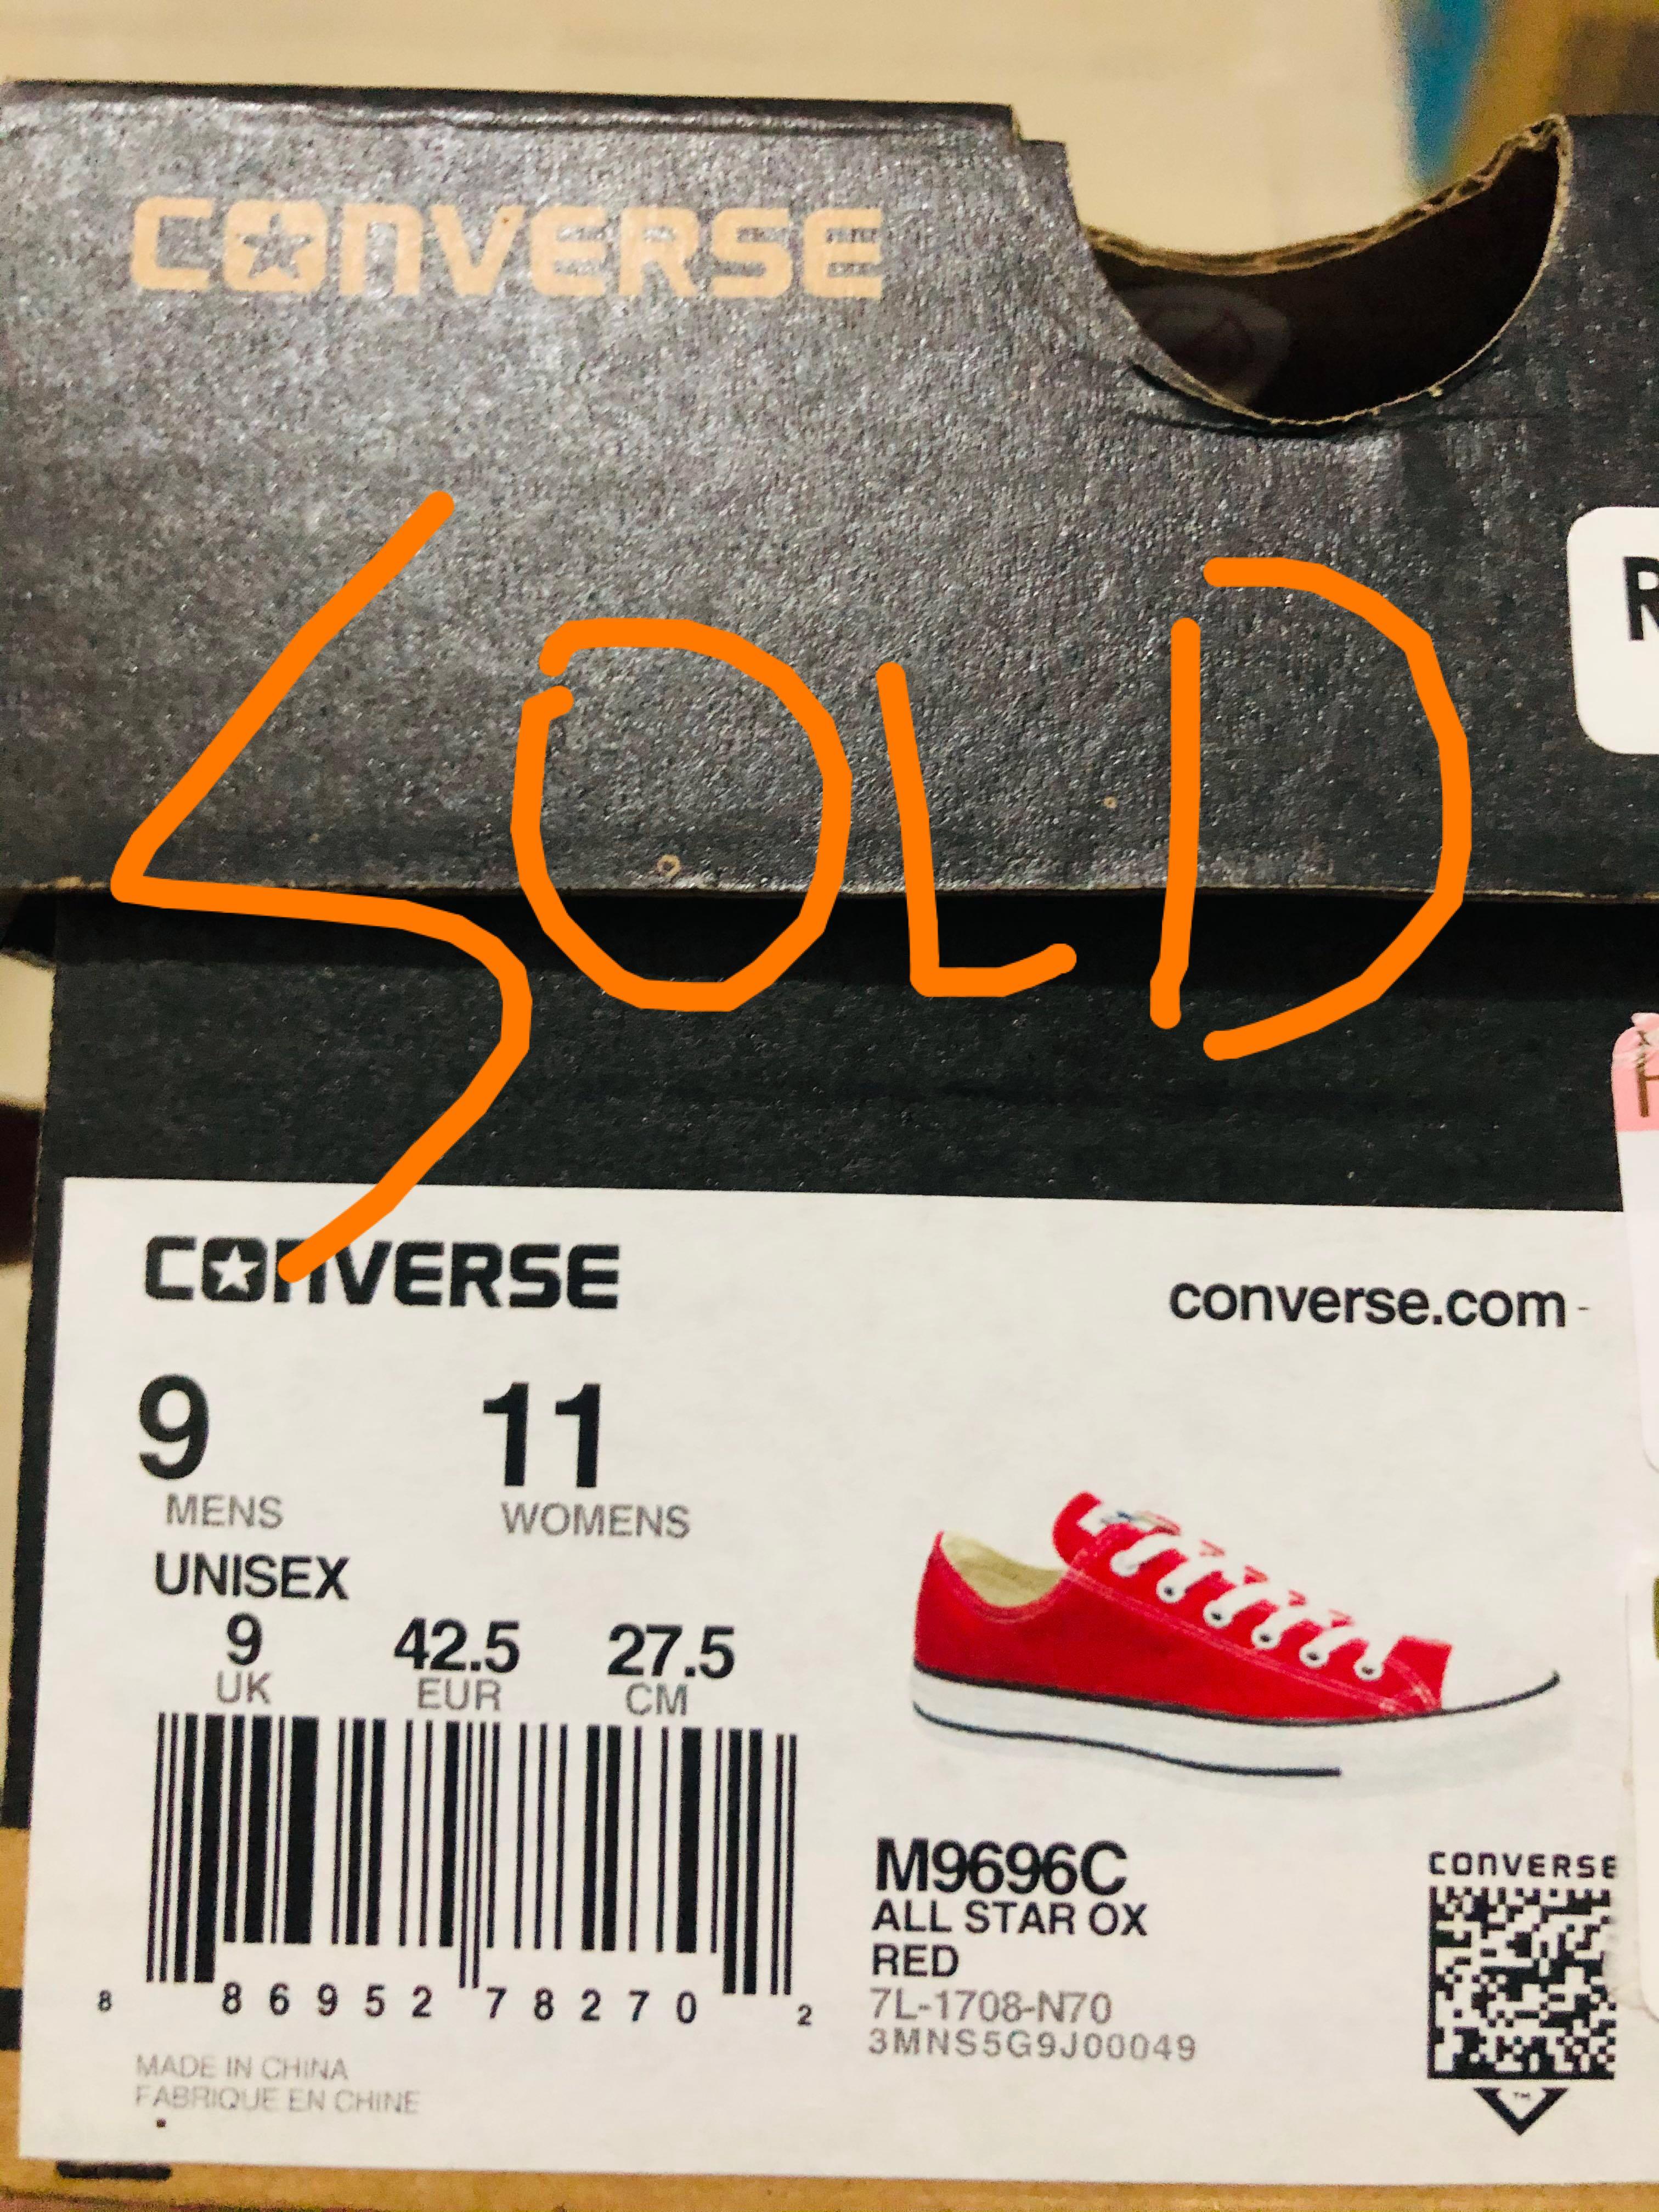 CONVERSE
R
SOLD
H
CONVERSE
converse.com -
9 11
MENS WOMENS
UNISEX
9 42.5 27.5
UK EUR CM
8 86952 78270 2
M9696C
ALL STAR OX
RED
7L-1708-N70
3MNS5G9J00049
CONVERSE
TM
MADE IN CHINA
FABRIQUE EN CHINE